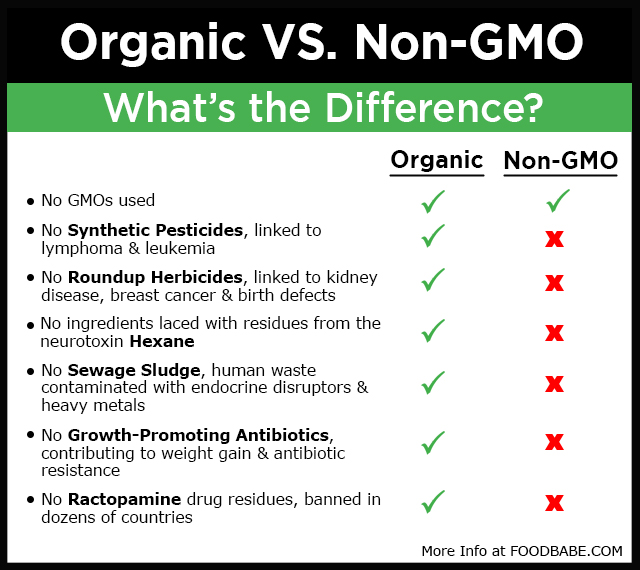 Organic VS. Non-GMO
What's the Difference?
Organic Non-GMO
• No GMOs used
• No Synthetic Pesticides, linked to
lymphoma & leukemia
• No Roundup Herbicides, linked to kidney
disease, breast cancer & birth defects
• No ingredients laced with residues from the
neurotoxin Hexane
• No Sewage Sludge, human waste
contaminated with endocrine disruptors &
heavy metals
• No Growth-Promoting Antibiotics,
contributing to weight gain & antibiotic
resistance
• No Ractopamine drug residues, banned in
dozens of countries
More Info at FOODBABE.COM